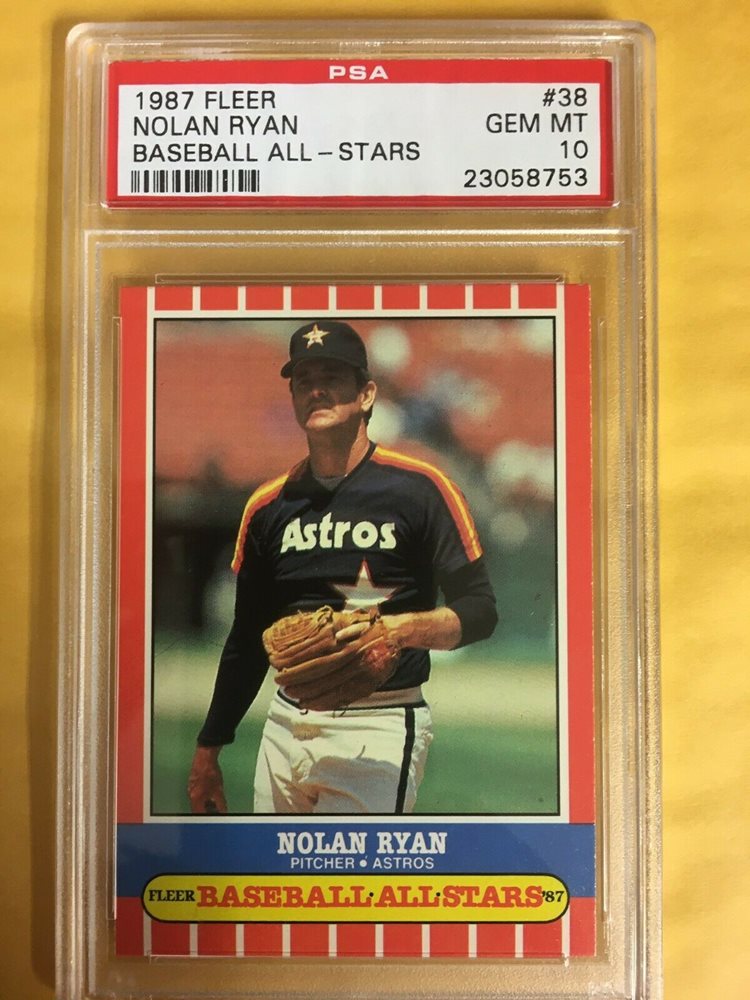 PSA
1987 FLEER #38
NOLAN RYAN GEM MT
BASEBALL ALL-STARS 10
23058753
Astros
NOLAN RYAN
PITCHER • ASTROS
FLEER BASEBALL•ALL•STARS '87